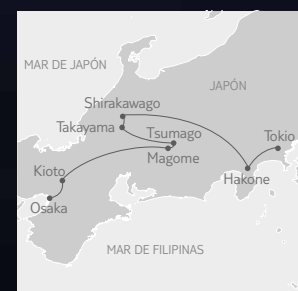 MAR DE JAPÓN
JAPÓN
Shirakawago
Takayama
Tsumago
Tokio
Magome
Kioto
Hakone
Osaka
MAR DE FILIPINAS